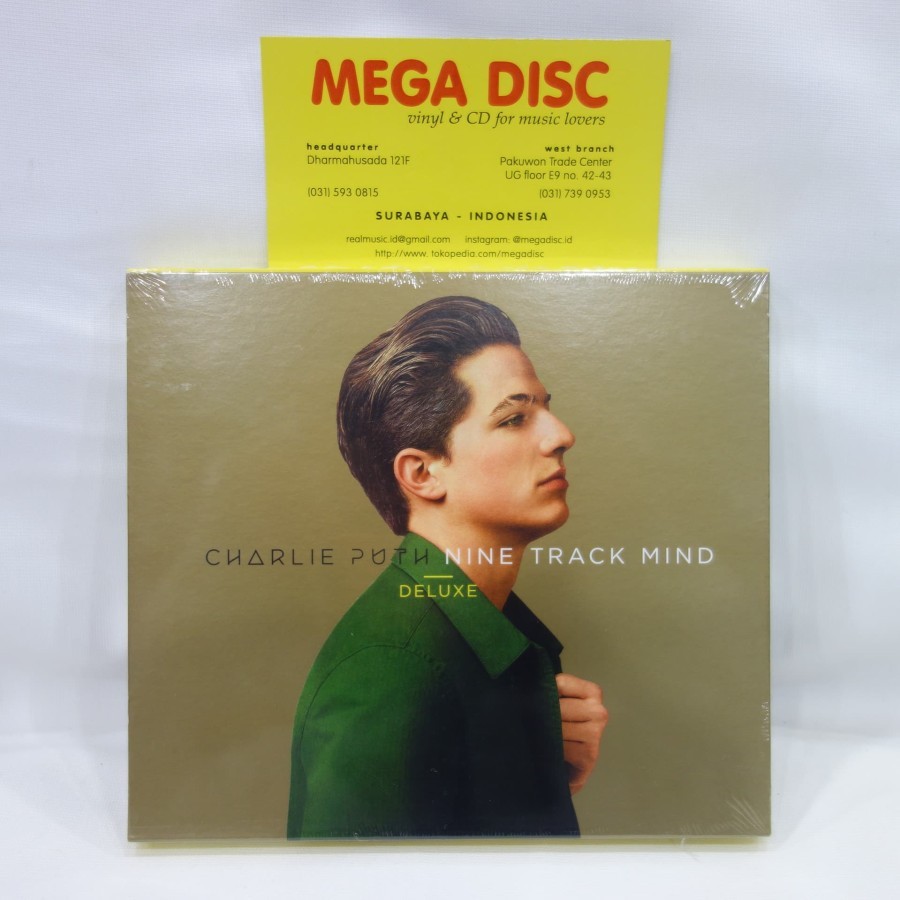 MEGA DISC
vinyl & CD for music lovers
headquarter
Dharmahusada 121F
(031) 593 0815
west branch
Pakuwon Trade Center
UG floor E9 no. 42-43
(031) 739 0953
SURABAYA - INDONESIA
realmusic.id@gmail.com instagram: @megadisc.id
http://www. tokopedia.com/megadisc
CHARLIE PUTH NINE TRACK MIND
DELUXE